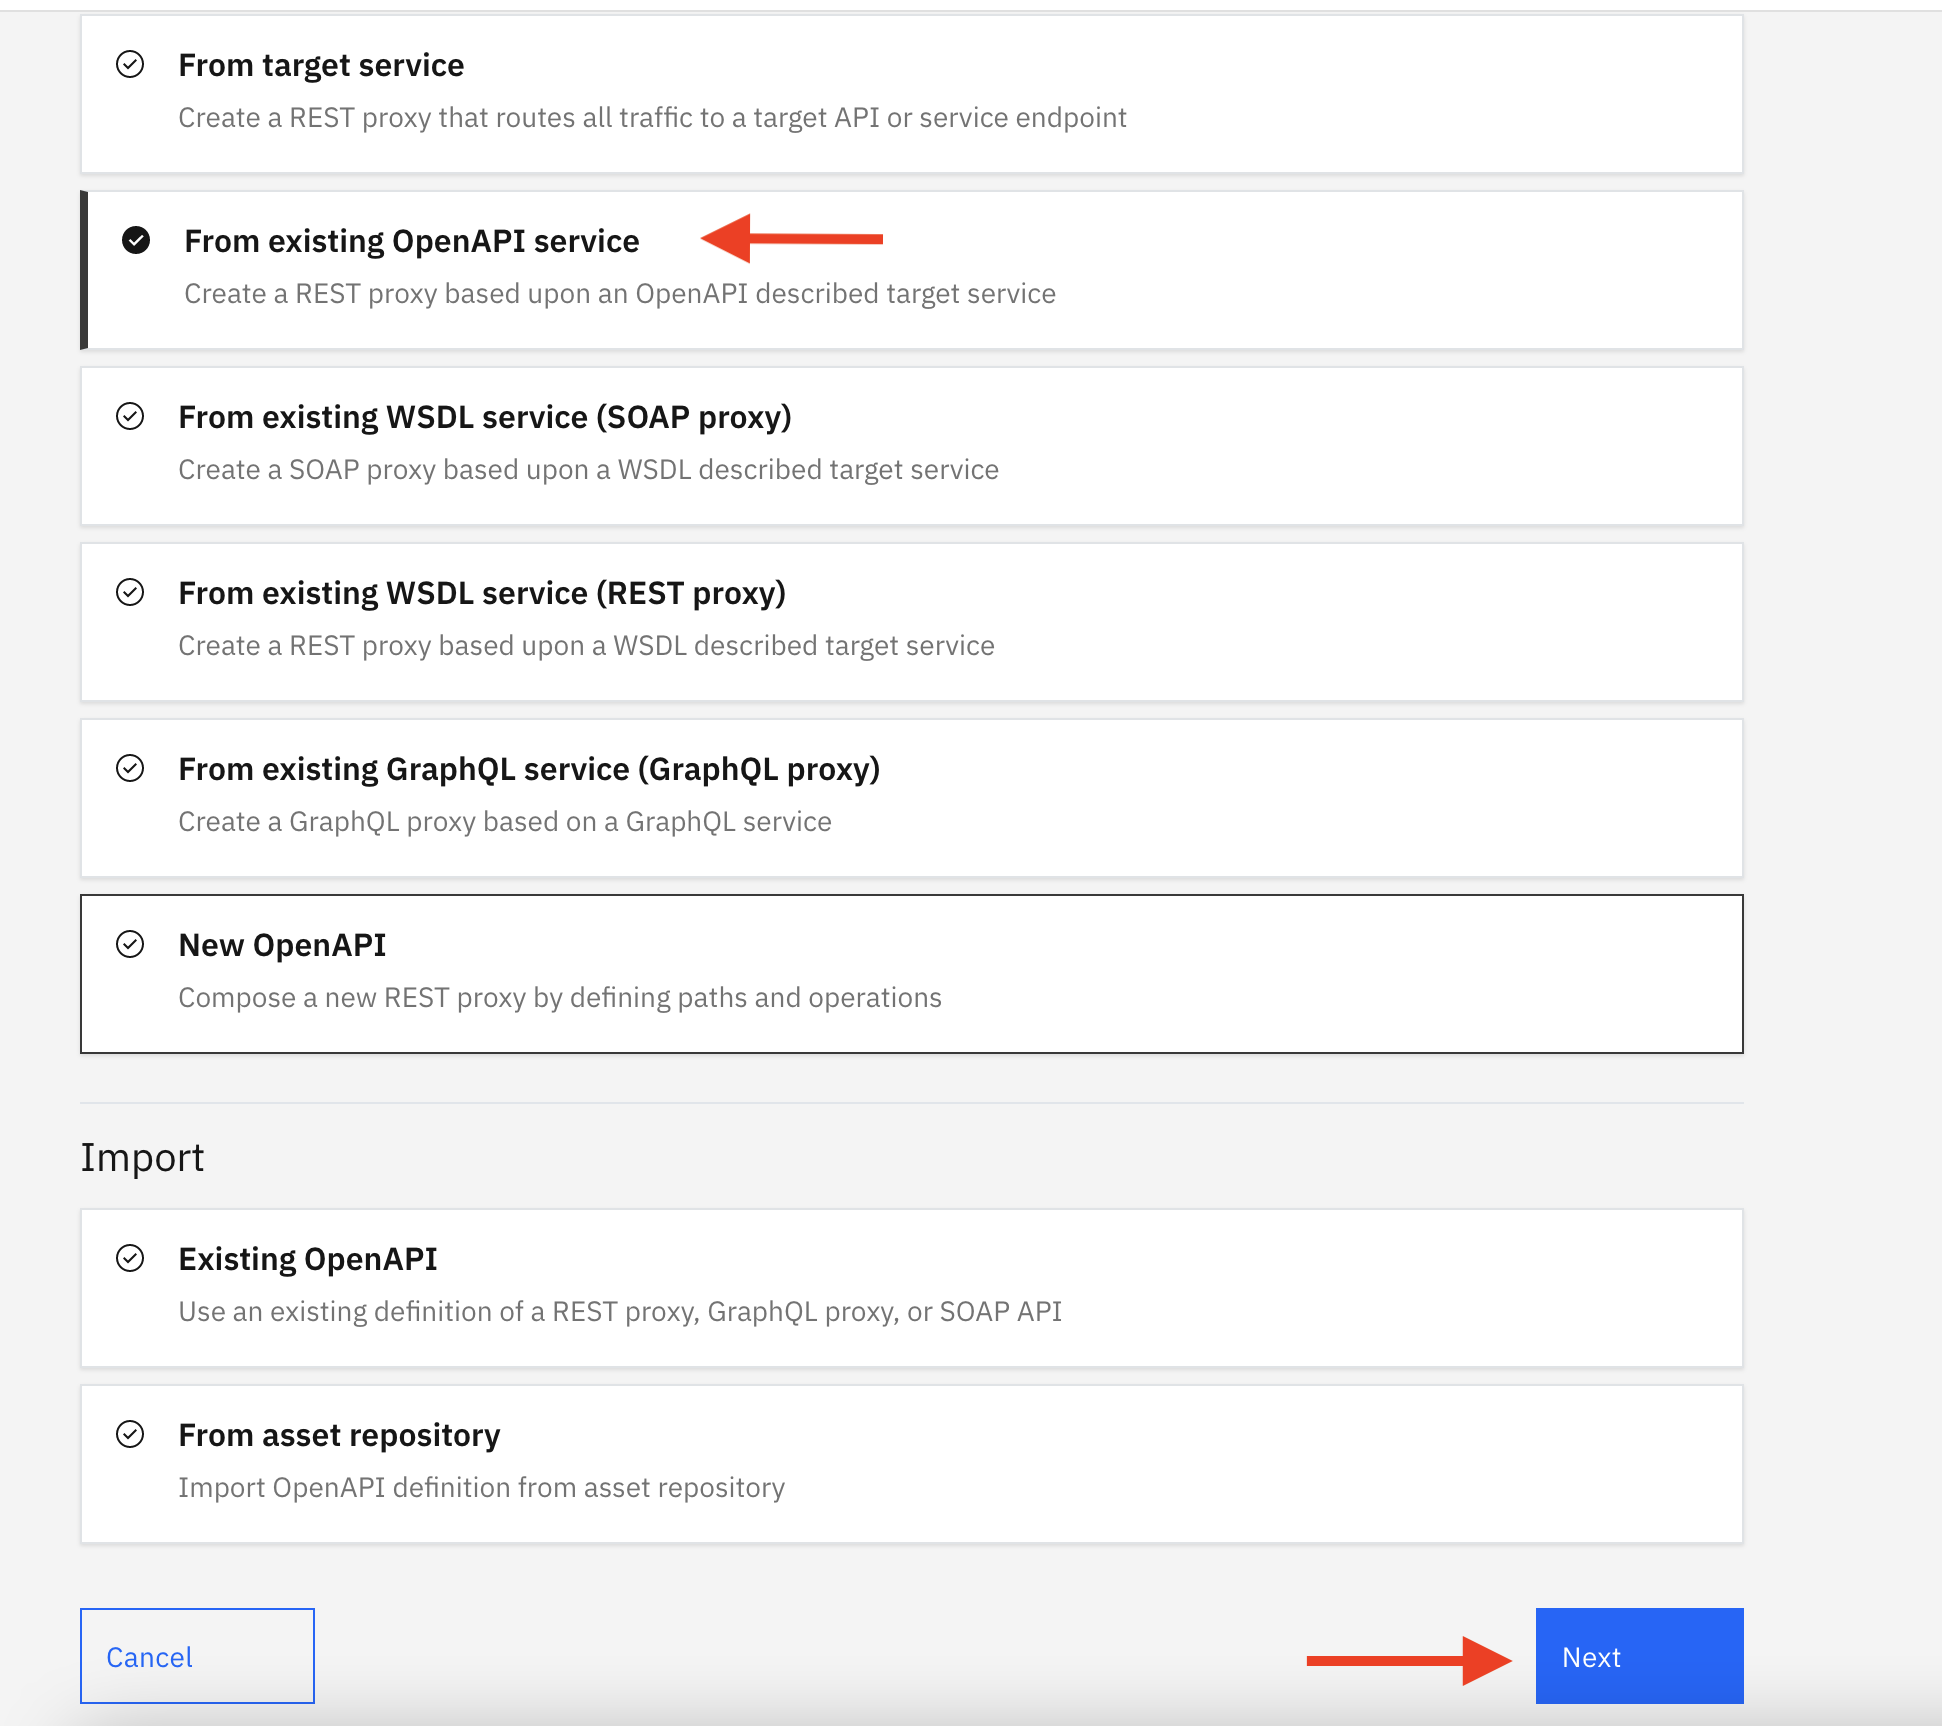 From target service
Create a REST proxy that routes all traffic to a target API or service endpoint
From existing OpenAPI service
Create a REST proxy based upon an OpenAPI described target service
From existing WSDL service (SOAP proxy)
Create a SOAP proxy based upon a WSDL described target service
From existing WSDL service (REST proxy)
Create a REST proxy based upon a WSDL described target service
From existing GraphQL service (GraphQL proxy)
Create a GraphQL proxy based on a GraphQL service
New OpenAPI
Compose a new REST proxy by defining paths and operations
Import
Existing OpenAPI
Use an existing definition of a REST proxy, GraphQL proxy, or SOAP API
From asset repository
Import OpenAPI definition from asset repository
Cancel
Next